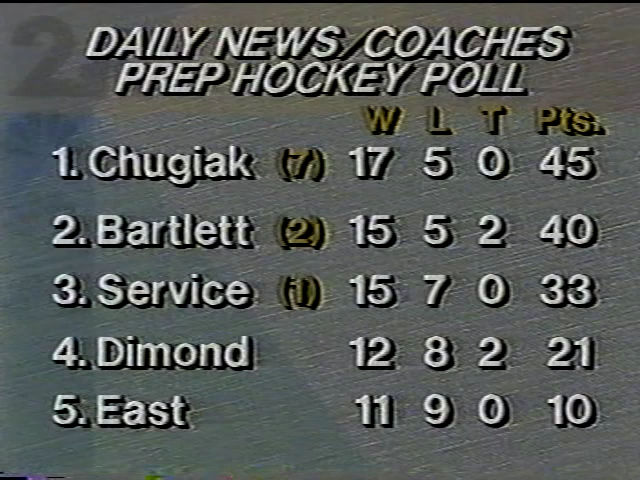 2
DAILY NEWS/COACHES
PREP HOCKEY POLL
W L T Pts.
1. Chugiak (7) 17 5 0 45
2. Bartlett (2) 15 5 2 40
3. Service (1) 15 7 0 33
4. Dimond 12 8 2 21
5. East 11 9 0 10